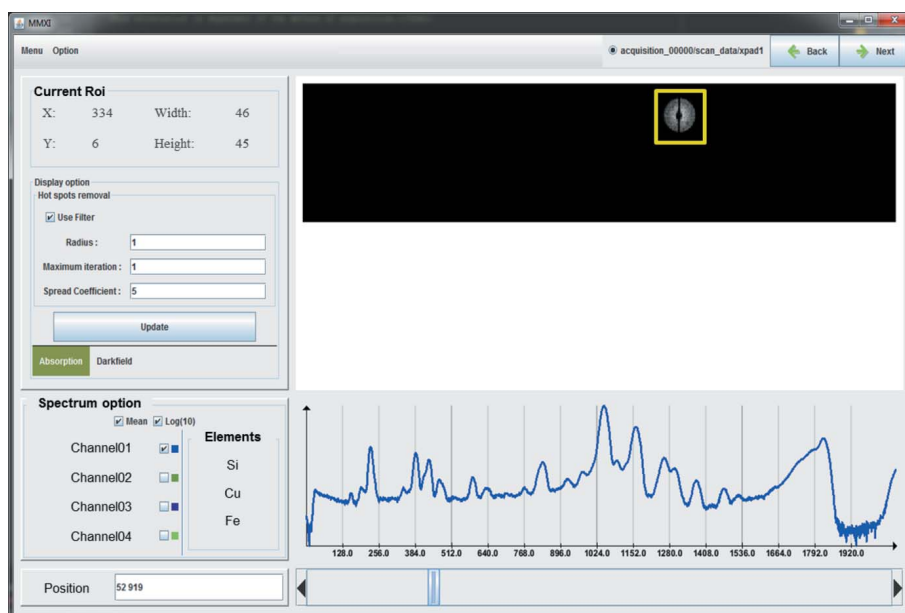 MMXI
Menu Option
acquisition_00000/scan_data/xpad1
Back
Next
Current Roi
X: 334 Width: 46
Y: 6 Height: 45
Display option
Hot spots removal
Use Filter
Radius : 1
Maximum iteration : 1
Spread Coefficient : 5
Update
Absorption Darkfield
Spectrum option
Mean Log(10)
Channel01
Channel02
Channel03
Channel04
Elements
Si
Cu
Fe
128.0 256.0 384.0 512.0 640.0 768.0 896.0 1024.0 1152.0 1280.0 1408.0 1536.0 1664.0 1792.0 1920.0
Position 52 919